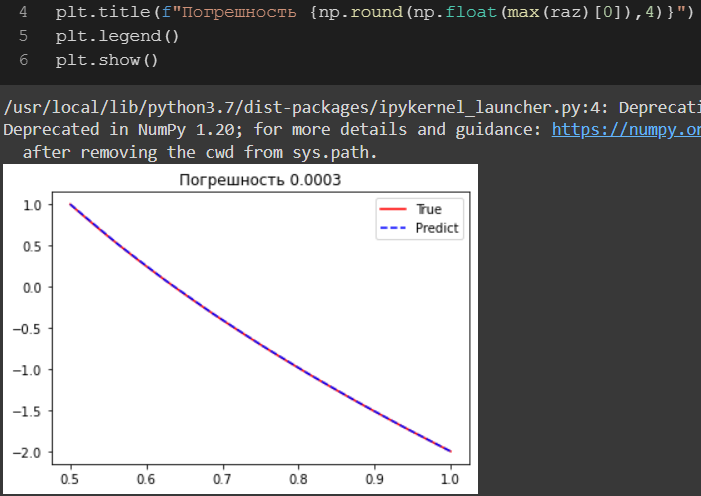 4 plt.title(f"Погрешность {np.round(np.float(max(raz)[0]),4)}")
5 plt.legend()
6 plt.show()
/usr/local/lib/python3.7/dist-packages/ipykernel_launcher.py:4: Deprecati
Deprecated in NumPy 1.20; for more details and guidance: https://numpy.or
after removing the cwd from sys.path.
Погрешность 0.0003
True
Predict
1.0
0.5
0.0
−0.5
−1.0
−1.5
−2.0
0.5 0.6 0.7 0.8 0.9 1.0